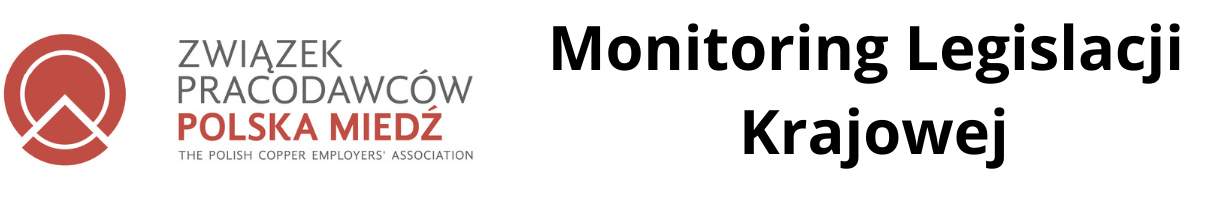 ZWIĄZEK
PRACODAWCÓW
POLSKA MIEDŹ
THE POLISH COPPER EMPLOYERS' ASSOCIATION
Monitoring Legislacji
Krajowej